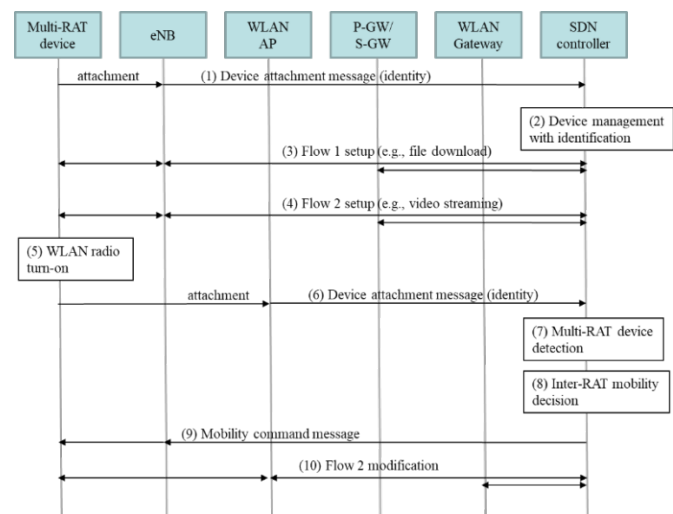 Multi-RAT
device
eNB
WLAN
AP
P-GW/
S-GW
WLAN
Gateway
SDN
controller
attachment
(1) Device attachment message (identity)
(2) Device management
with identification
(3) Flow 1 setup (e.g., file download)
(4) Flow 2 setup (e.g., video streaming)
(5) WLAN radio
turn-on
attachment
(6) Device attachment message (identity)
(7) Multi-RAT device
detection
(8) Inter-RAT mobility
decision
(9) Mobility command message
(10) Flow 2 modification